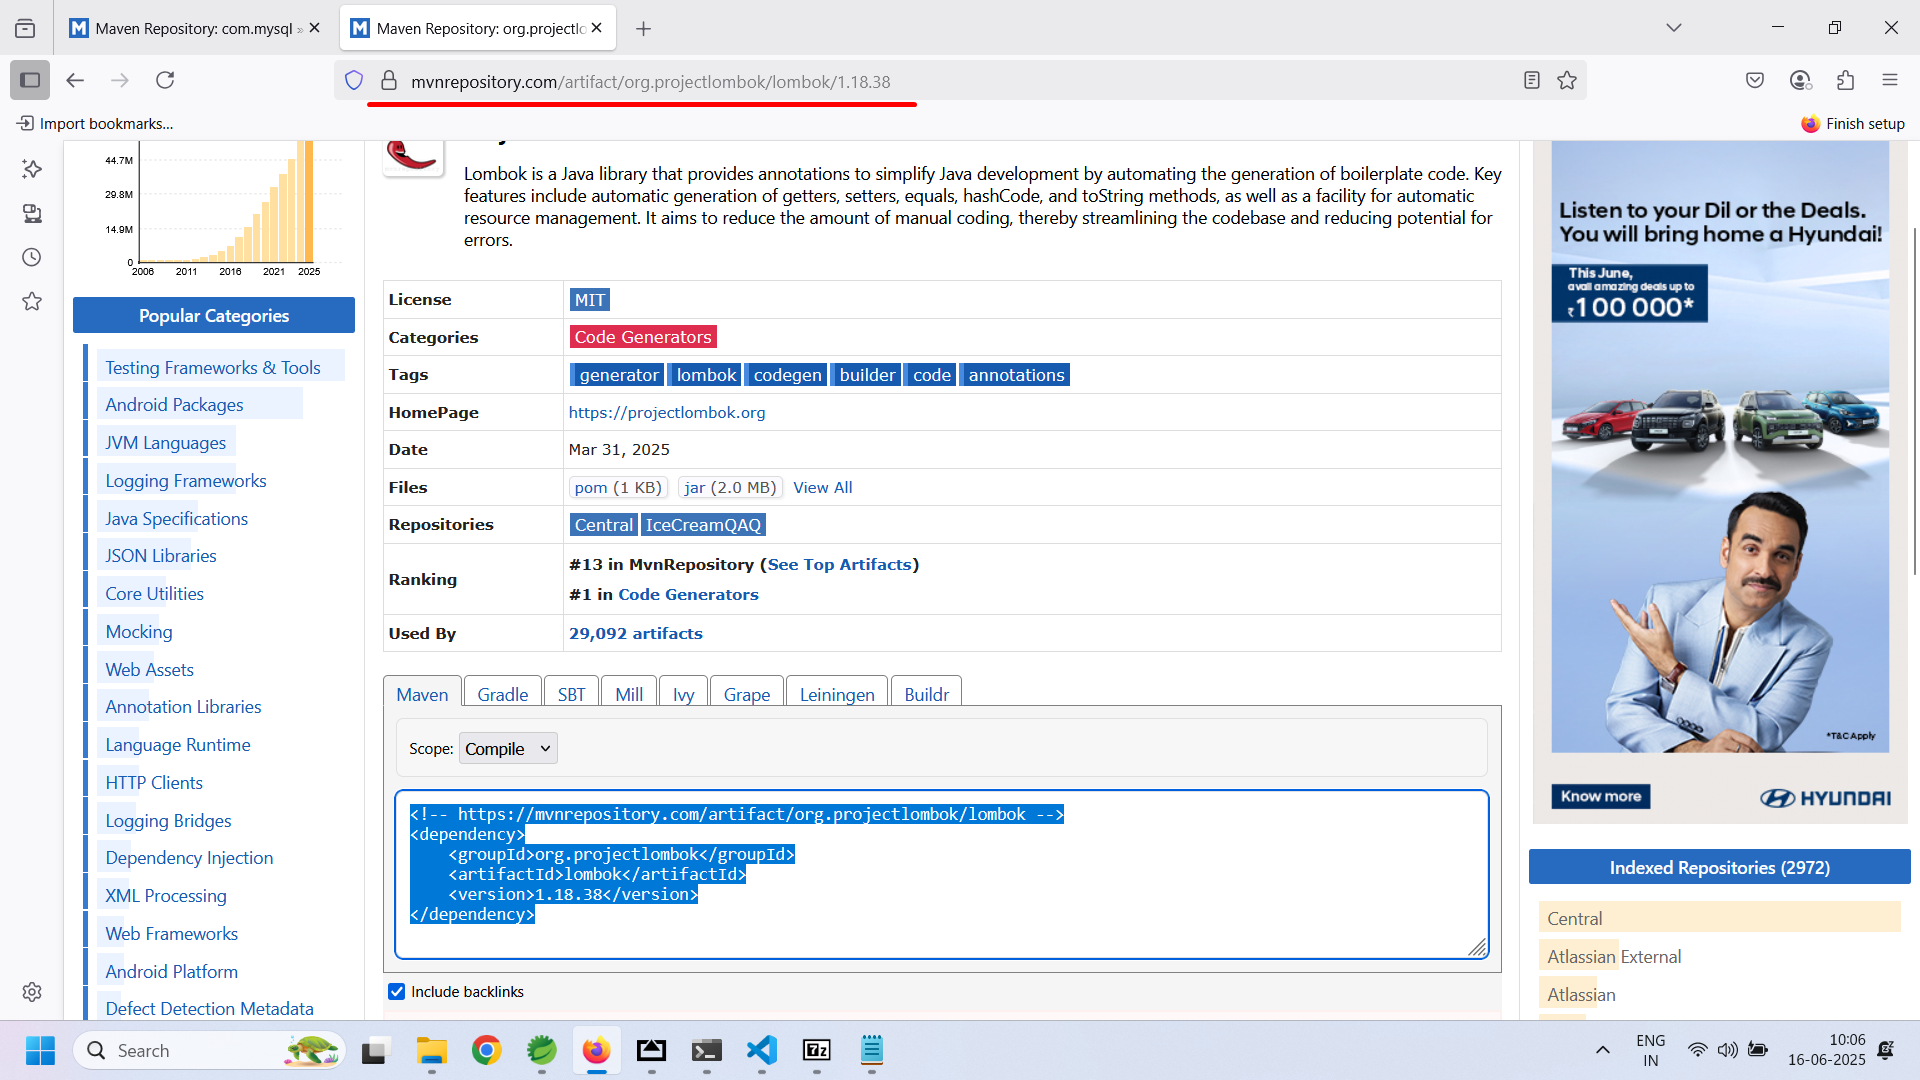 Maven Repository: com.mysql »
Maven Repository: org.projectlo
mvnrepository.com/artifact/org.projectlombok/lombok/1.18.38
Import bookmarks...
Finish setup
44.7M
29.8M
14.9M
0
2006 2011 2016 2021 2025
Popular Categories
Testing Frameworks & Tools
Android Packages
JVM Languages
Logging Frameworks
Java Specifications
JSON Libraries
Core Utilities
Mocking
Web Assets
Annotation Libraries
Language Runtime
HTTP Clients
Logging Bridges
Dependency Injection
XML Processing
Web Frameworks
Android Platform
Defect Detection Metadata
Lombok is a Java library that provides annotations to simplify Java development by automating the generation of boilerplate code. Key
features include automatic generation of getters, setters, equals, hashCode, and toString methods, as well as a facility for automatic
resource management. It aims to reduce the amount of manual coding, thereby streamlining the codebase and reducing potential for
errors.
License MIT
Categories Code Generators
Tags generator lombok codegen builder code annotations
HomePage https://projectlombok.org
Date Mar 31, 2025
Files pom (1 KB) jar (2.0 MB) View All
Repositories Central IceCreamQAQ
Ranking #13 in MvnRepository (See Top Artifacts)
#1 in Code Generators
Used By 29,092 artifacts
Maven Gradle SBT Mill Ivy Grape Leiningen Buildr
Scope: Compile
<!-- https://mvnrepository.com/artifact/org.projectlombok/lombok -->
<dependency>
    <groupId>org.projectlombok</groupId>
    <artifactId>lombok</artifactId>
    <version>1.18.38</version>
</dependency>
Include backlinks
Listen to your Dil or the Deals.
You will bring home a Hyundai!
This June,
avail amazing deals up to
₹100 000*
*T&C Apply
Know more
HYUNDAI
Indexed Repositories (2972)
Central
Atlassian External
Atlassian
Search
ENG
IN
10:06
16-06-2025